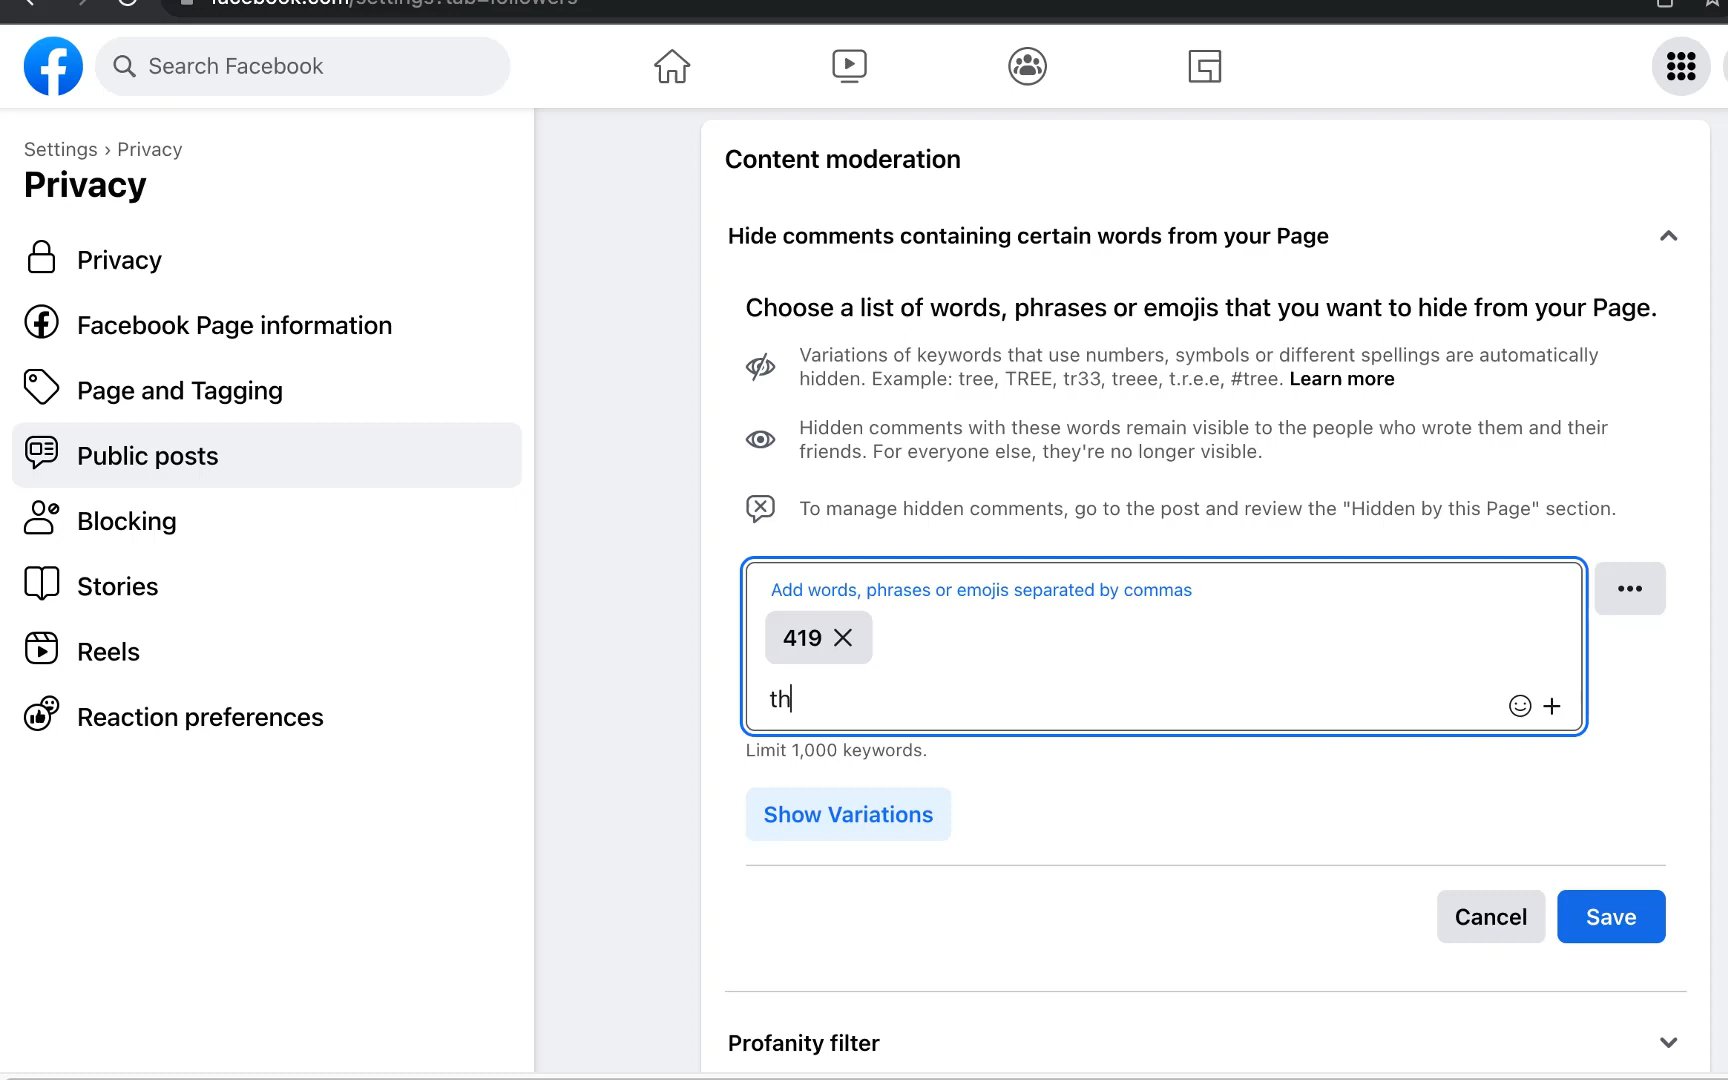 facebook.com/settings?tab=followers
Search Facebook
Settings › Privacy
Privacy
Privacy
Facebook Page information
Page and Tagging
Public posts
Blocking
Stories
Reels
Reaction preferences
Content moderation
Hide comments containing certain words from your Page
Choose a list of words, phrases or emojis that you want to hide from your Page.
Variations of keywords that use numbers, symbols or different spellings are automatically
hidden. Example: tree, TREE, tr33, treee, t.r.e.e, #tree. Learn more
Hidden comments with these words remain visible to the people who wrote them and their
friends. For everyone else, they're no longer visible.
To manage hidden comments, go to the post and review the "Hidden by this Page" section.
Add words, phrases or emojis separated by commas
419
th
Limit 1,000 keywords.
Show Variations
Cancel Save
Profanity filter